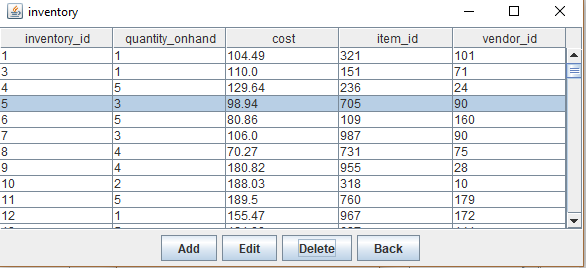 inventory
inventory_id quantity_onhand cost item_id vendor_id
1 1 104.49 321 101
3 1 110.0 151 71
4 5 129.64 236 24
5 3 98.94 705 90
6 5 80.86 109 160
7 3 106.0 987 90
8 4 70.27 731 75
9 4 180.82 955 28
10 2 188.03 318 10
11 5 189.5 760 179
12 1 155.47 967 172
Add Edit Delete Back